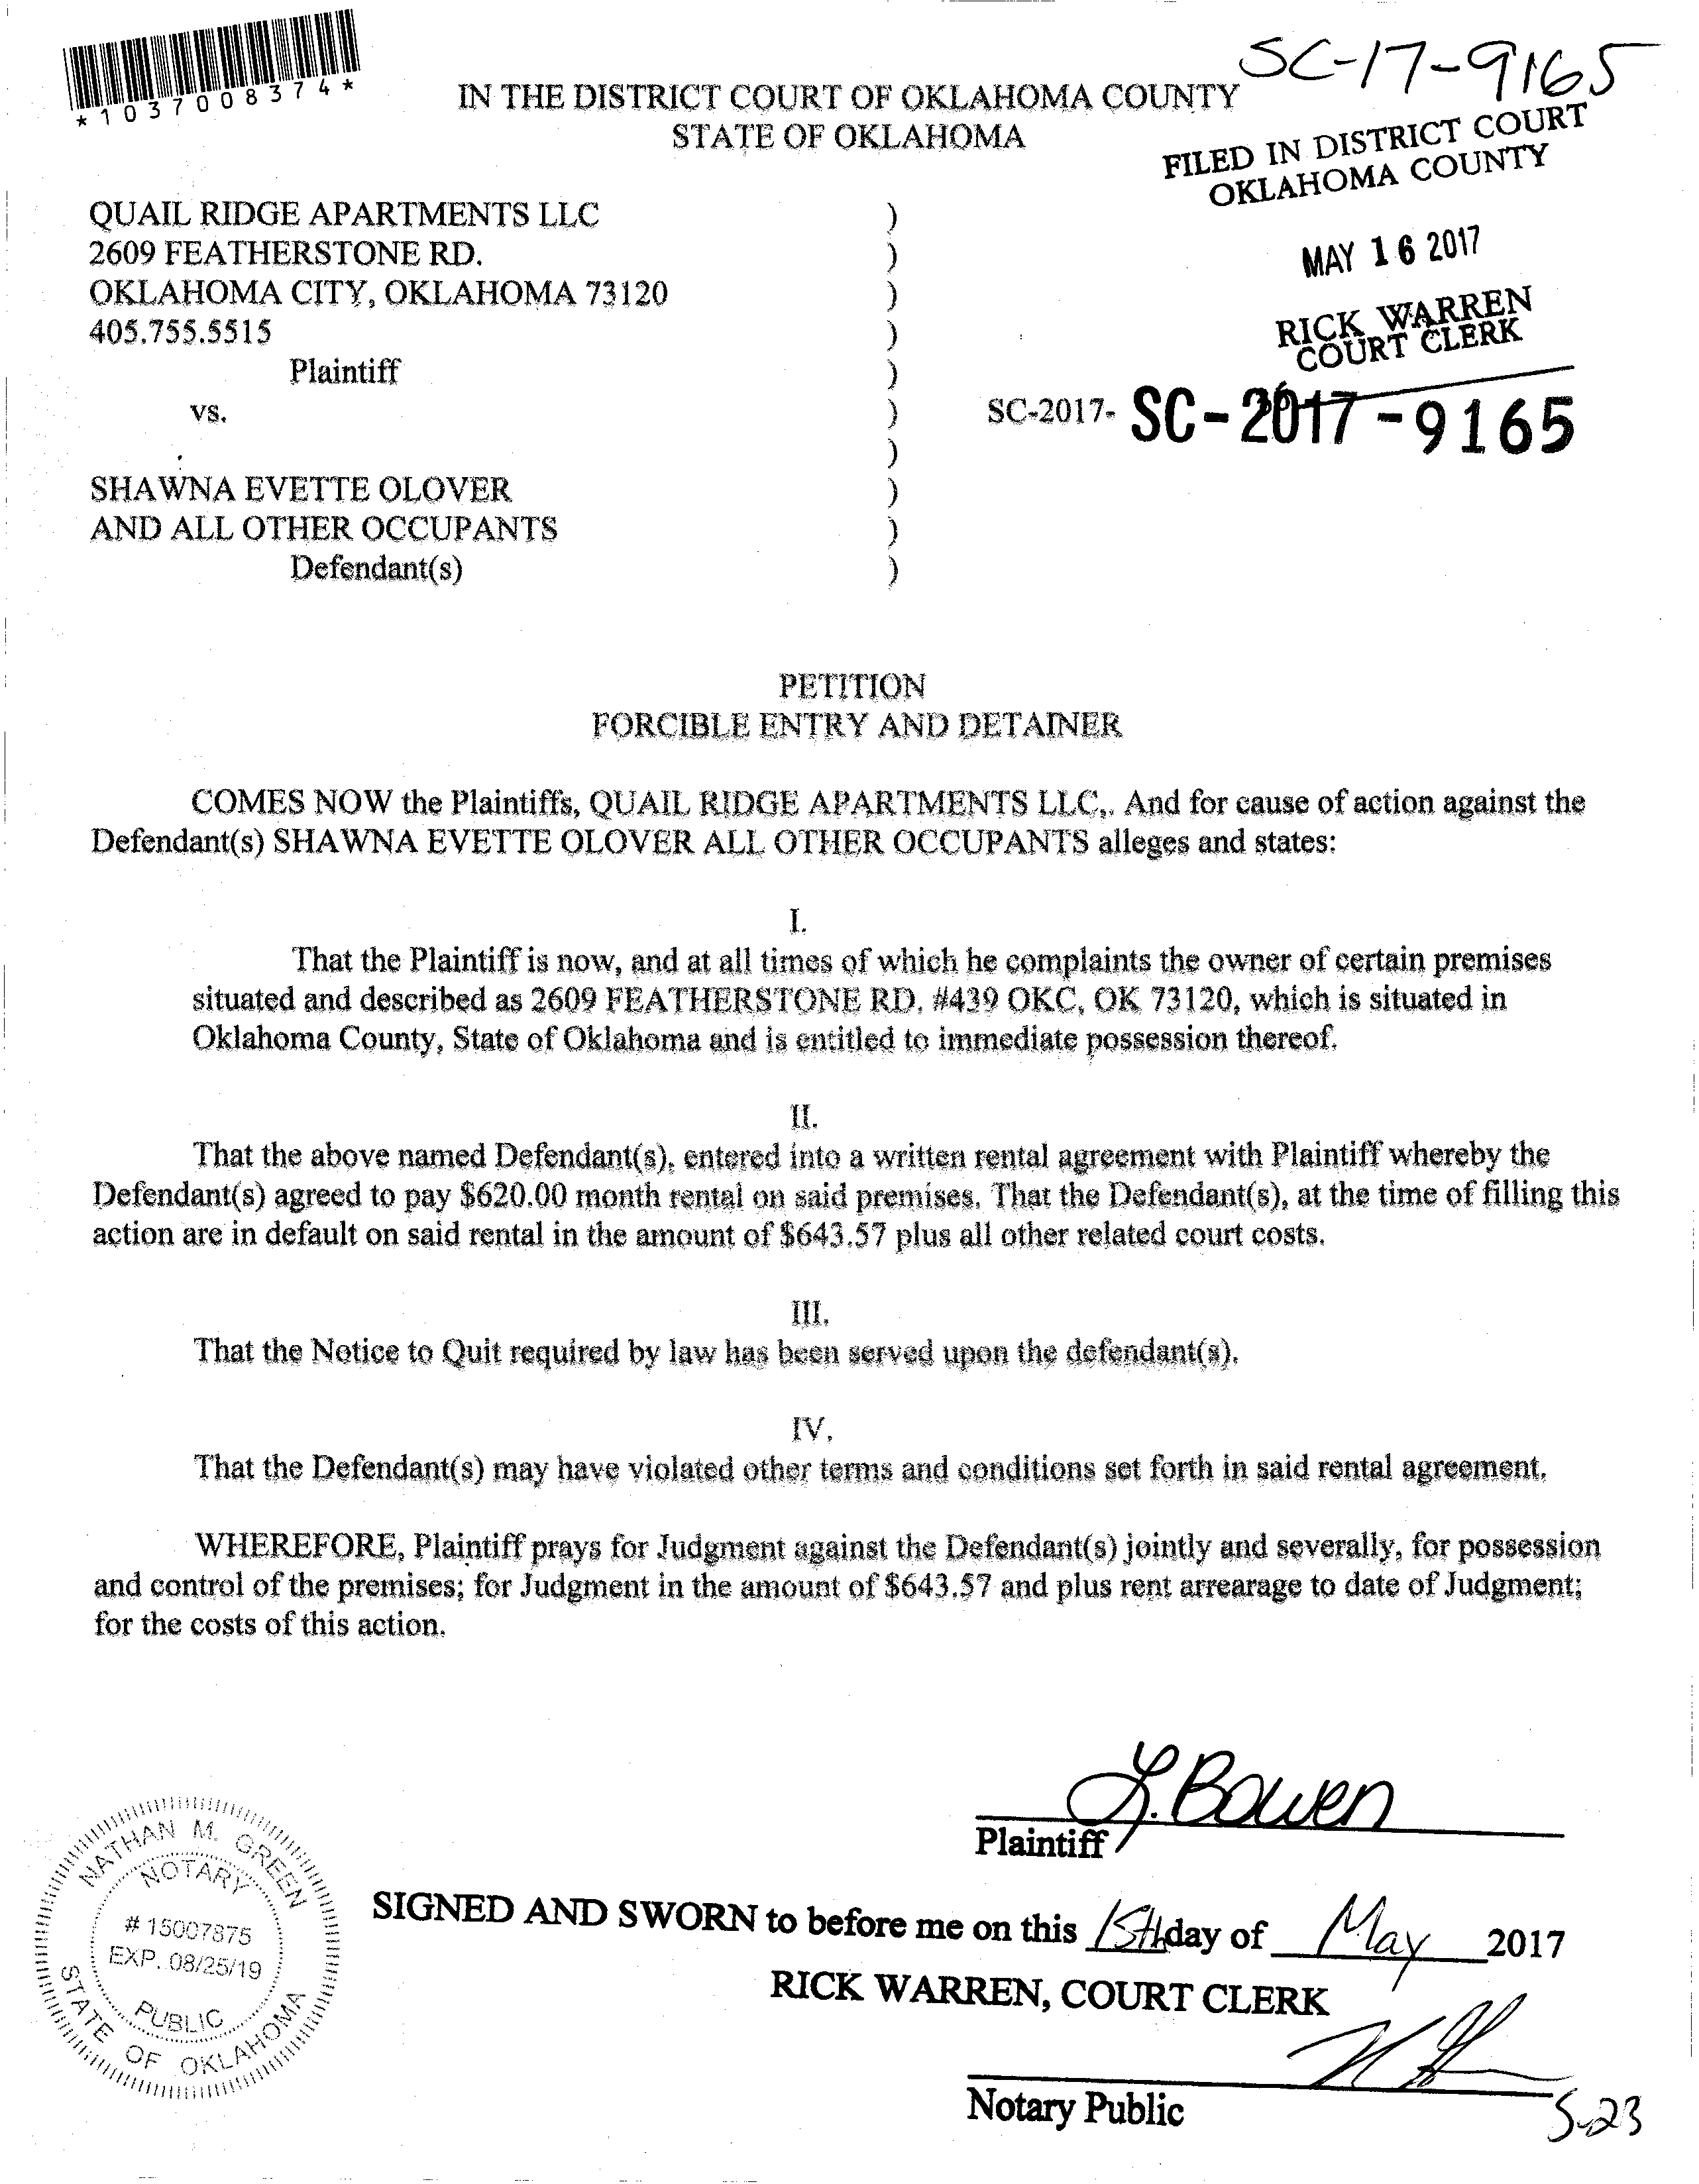 SC-17-9165
*1037008374*
IN THE DISTRICT COURT OF OKLAHOMA COUNTY
STATE OF OKLAHOMA
FILED IN DISTRICT COURT
OKLAHOMA COUNTY
MAY 16 2017
RICK WARREN
COURT CLERK
QUAIL RIDGE APARTMENTS LLC )
2609 FEATHERSTONE RD. )
OKLAHOMA CITY, OKLAHOMA 73120 )
405.755.5515 )
Plaintiff )
vs. ) SC-2017- SC-2017-9165
)
SHAWNA EVETTE OLOVER )
AND ALL OTHER OCCUPANTS )
Defendant(s) )
PETITION
FORCIBLE ENTRY AND DETAINER
COMES NOW the Plaintiffs, QUAIL RIDGE APARTMENTS LLC,. And for cause of action against the
Defendant(s) SHAWNA EVETTE OLOVER ALL OTHER OCCUPANTS alleges and states:
I.
That the Plaintiff is now, and at all times of which he complaints the owner of certain premises
situated and described as 2609 FEATHERSTONE RD. #439 OKC, OK 73120, which is situated in
Oklahoma County, State of Oklahoma and is entitled to immediate possession thereof.
II.
That the above named Defendant(s), entered into a written rental agreement with Plaintiff whereby the
Defendant(s) agreed to pay $620.00 month rental on said premises. That the Defendant(s), at the time of filling this
action are in default on said rental in the amount of $643.57 plus all other related court costs.
III.
That the Notice to Quit required by law has been served upon the defendant(s).
IV.
That the Defendant(s) may have violated other terms and conditions set forth in said rental agreement.
WHEREFORE, Plaintiff prays for Judgment against the Defendant(s) jointly and severally, for possession
and control of the premises; for Judgment in the amount of $643.57 and plus rent arrearage to date of Judgment;
for the costs of this action.
L. Bowen
Plaintiff
NATHAN M. GREEN
NOTARY
# 15007875
EXP. 08/25/19
PUBLIC
STATE OF OKLAHOMA
SIGNED AND SWORN to before me on this 15th day of May 2017
RICK WARREN, COURT CLERK
Notary Public
5-23